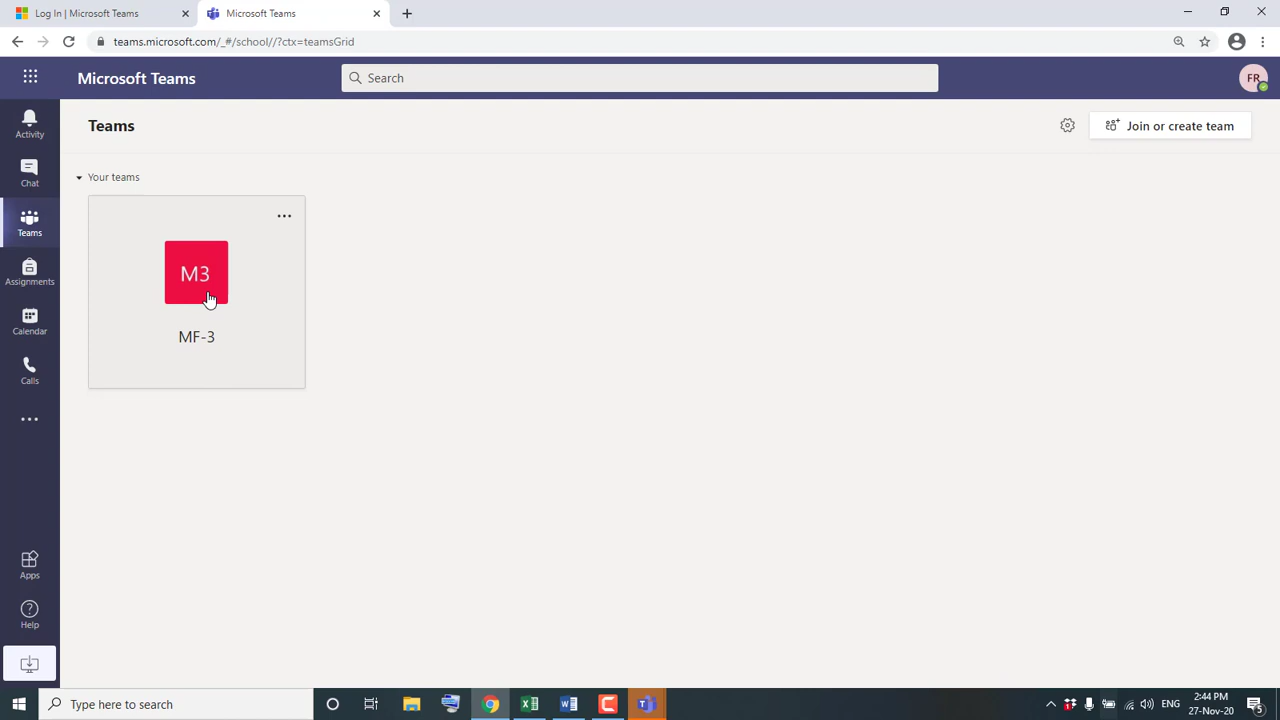 Log In | Microsoft Teams
Microsoft Teams
teams.microsoft.com/_#/school//?ctx=teamsGrid
Microsoft Teams
Search
FR
Activity
Chat
Teams
Assignments
Calendar
Calls
Apps
Help
Teams
Join or create team
Your teams
M3
MF-3
Type here to search
ENG
2:44 PM
27-Nov-20
5